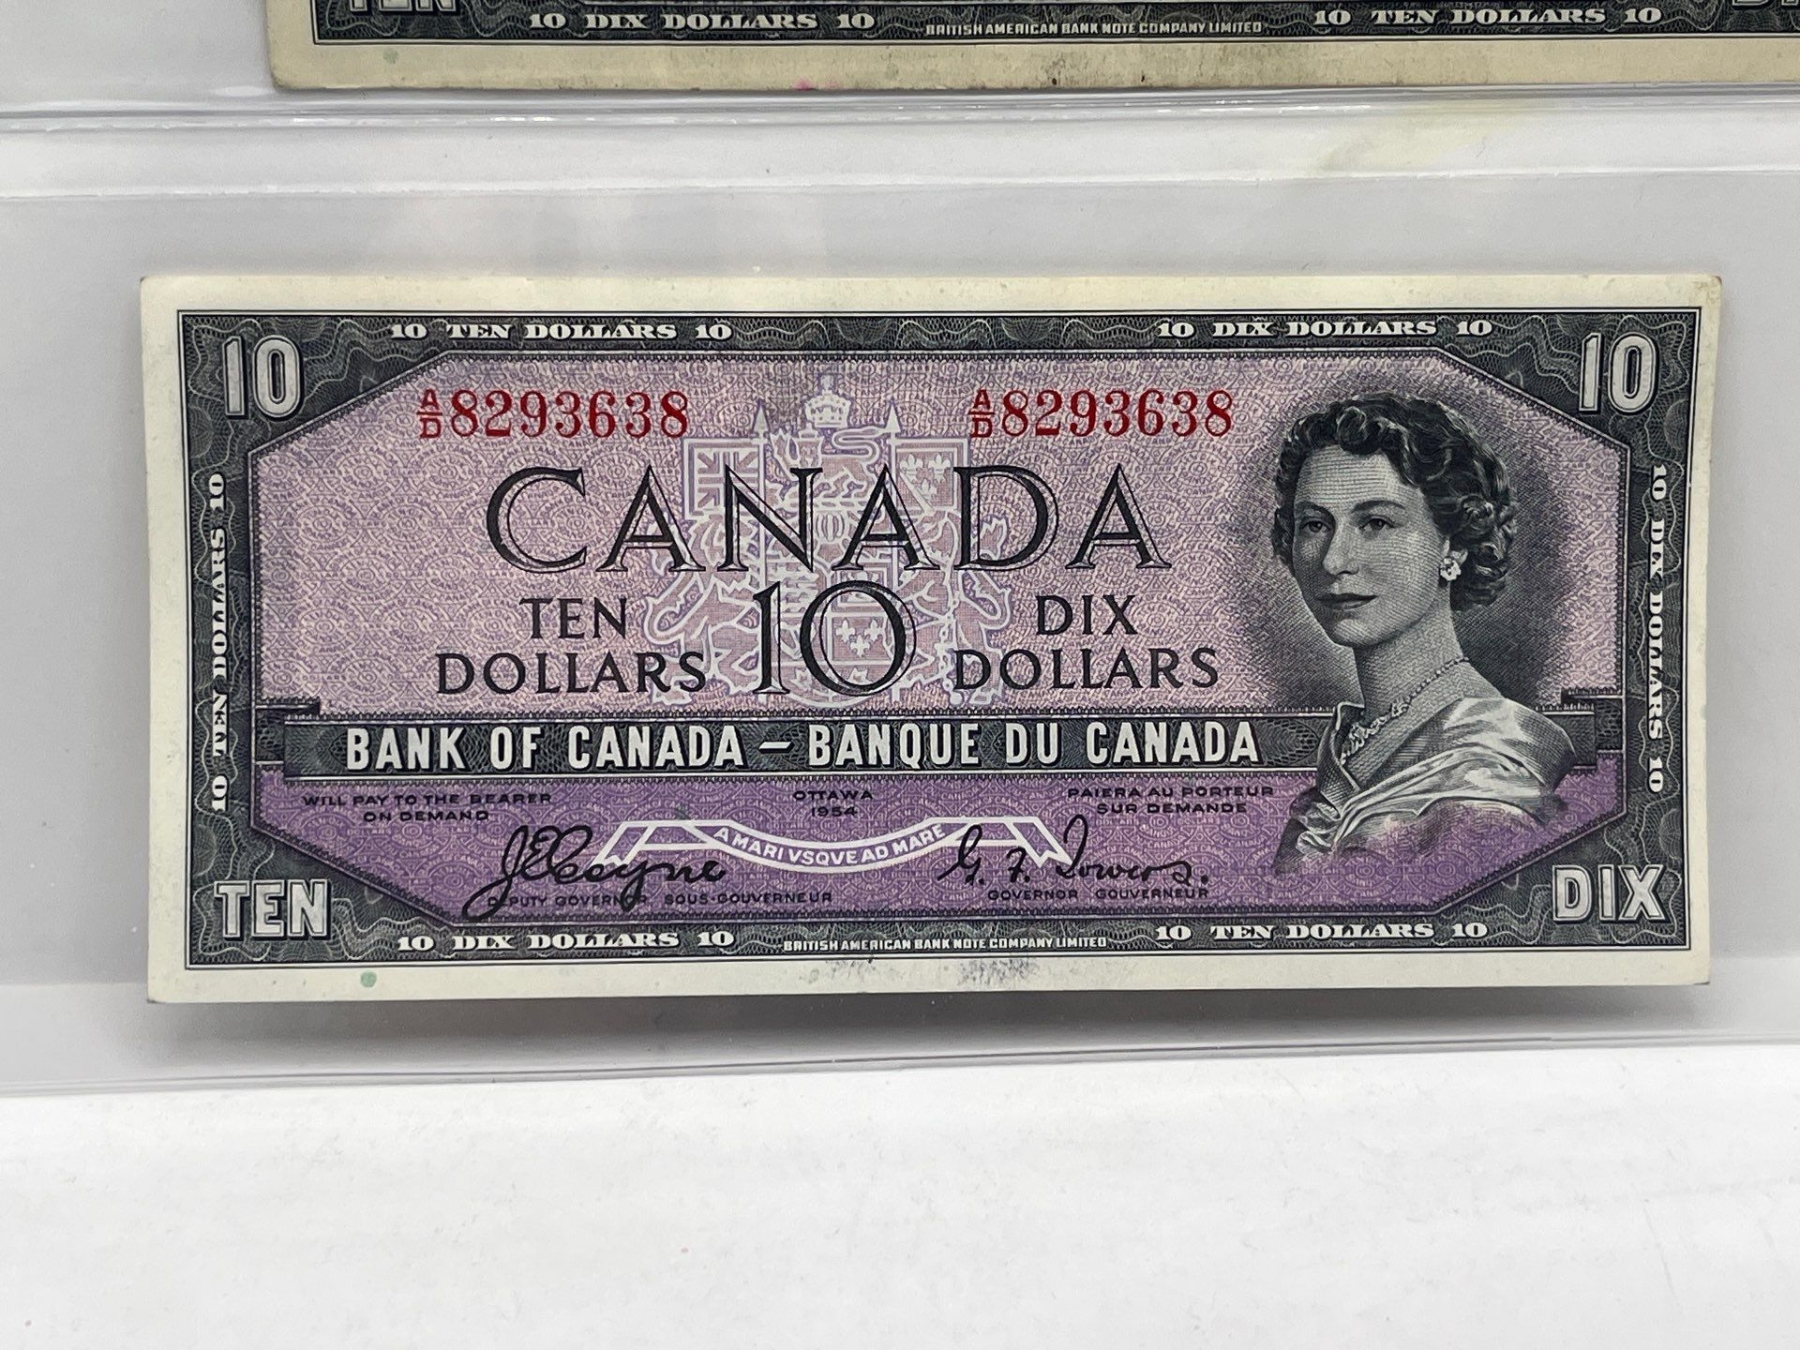 TEN
10 DIX DOLLARS 10
BRITISH AMERICAN BANK NOTE COMPANY LIMITED
10 TEN DOLLARS 10
10 TEN DOLLARS 10
10 DIX DOLLARS 10
10
10
A/D 8293638
A/D 8293638
CANADA
TEN DOLLARS
10
DIX DOLLARS
10 TEN DOLLARS 10
10 DIX DOLLARS 10
BANK OF CANADA – BANQUE DU CANADA
WILL PAY TO THE BEARER
ON DEMAND
OTTAWA
1954
PAIERA AU PORTEUR
SUR DEMANDE
A MARI VSQVE AD MARE
J.E. Coyne
G. F. Towers.
DEPUTY GOVERNOR SOUS-GOUVERNEUR
GOVERNOR GOUVERNEUR
TEN
DIX
10 DIX DOLLARS 10
BRITISH AMERICAN BANK NOTE COMPANY LIMITED
10 TEN DOLLARS 10